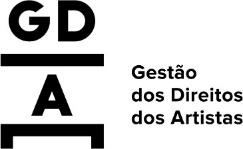 GD
A
Gestão
dos Direitos
dos Artistas